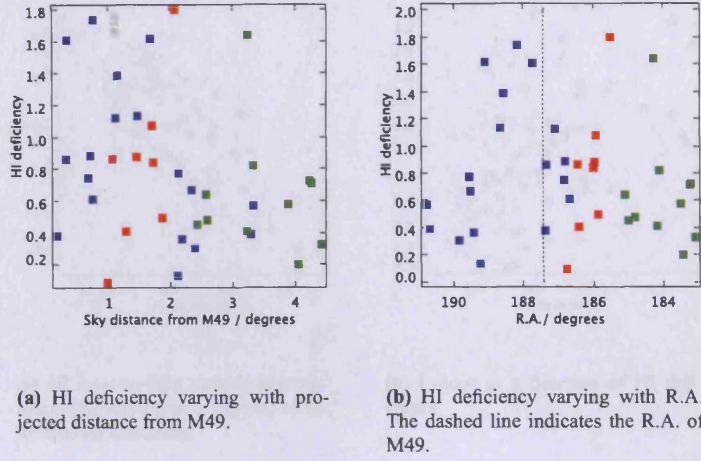 1.8
1.6
1.4
1.2
1.0
0.8
0.6
0.4
0.2
HI deficiency
1 2 3 4
Sky distance from M49 / degrees
2.0
1.8
1.6
1.4
1.2
1.0
0.8
0.6
0.4
0.2
0.0
HI deficiency
190 188 186 184
R.A./ degrees
(a) HI deficiency varying with pro-
jected distance from M49.
(b) HI deficiency varying with R.A.
The dashed line indicates the R.A. of
M49.